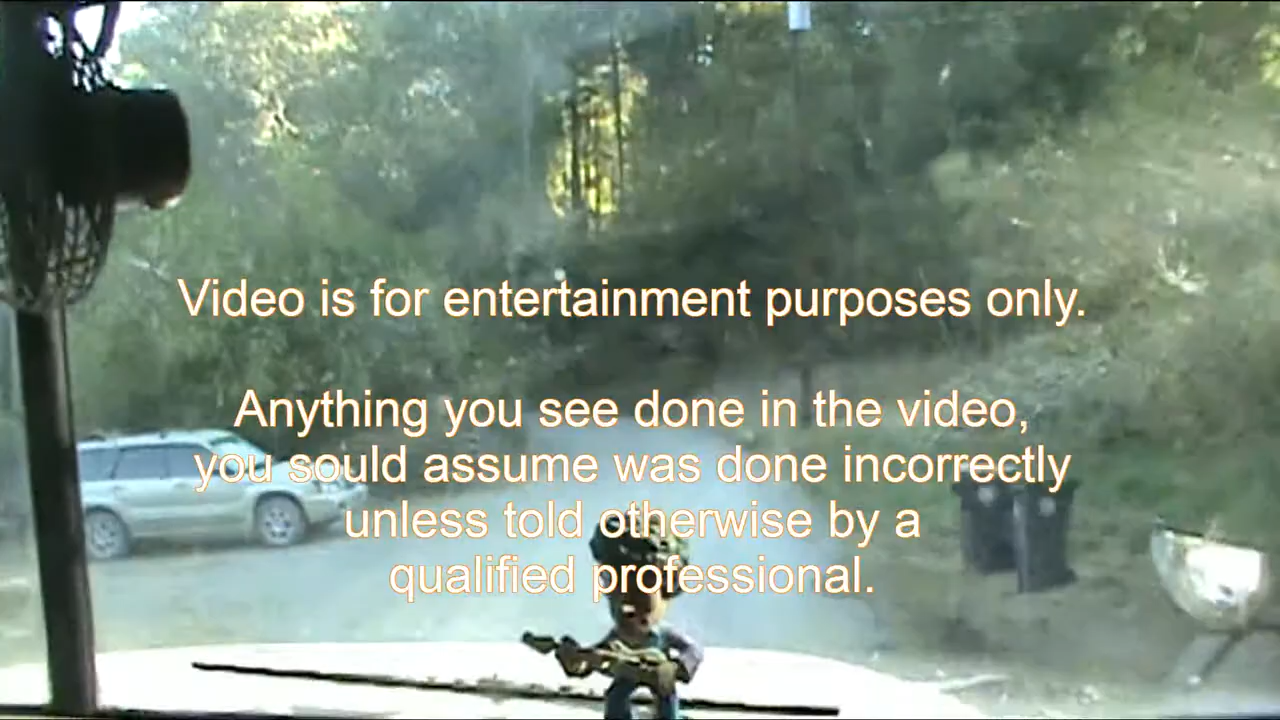 Video is for entertainment purposes only.
Anything you see done in the video,
you sould assume was done incorrectly
unless told otherwise by a
qualified professional.